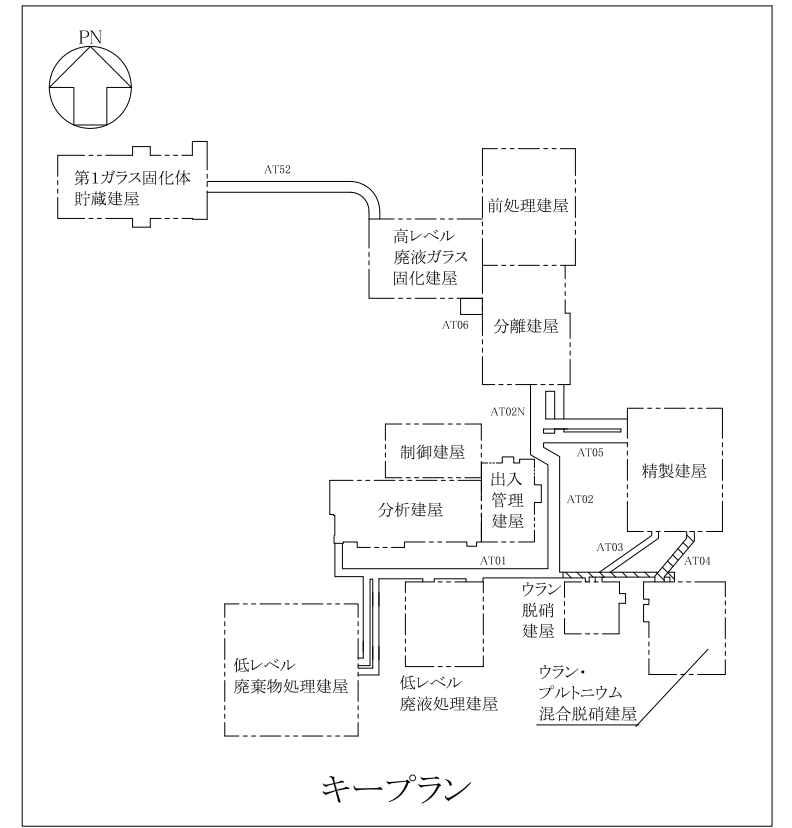 PN
第1ガラス固化体
貯蔵建屋
AT52
前処理建屋
高レベル
廃液ガラス
固化建屋
AT06
分離建屋
AT02N
制御建屋
AT05
精製建屋
出入
管理
建屋
分析建屋
AT02
AT01
AT03
AT04
ウラン
脱硝
建屋
低レベル
廃棄物処理建屋
低レベル
廃液処理建屋
ウラン・
プルトニウム
混合脱硝建屋
キープラン